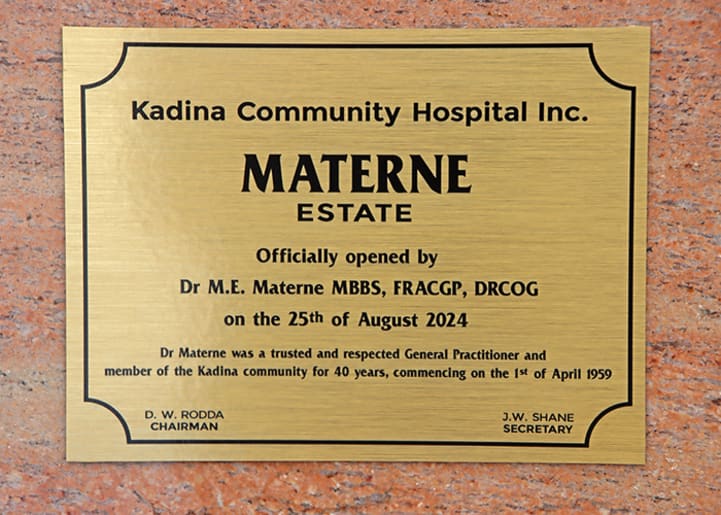 Kadina Community Hospital Inc.
MATERNE
ESTATE
Officially opened by
Dr M.E. Materne MBBS, FRACGP, DRCOG
on the 25th of August 2024
Dr Materne was a trusted and respected General Practitioner and
member of the Kadina community for 40 years, commencing on the 1st of April 1959
D. W. RODDA
CHAIRMAN
J.W. SHANE
SECRETARY